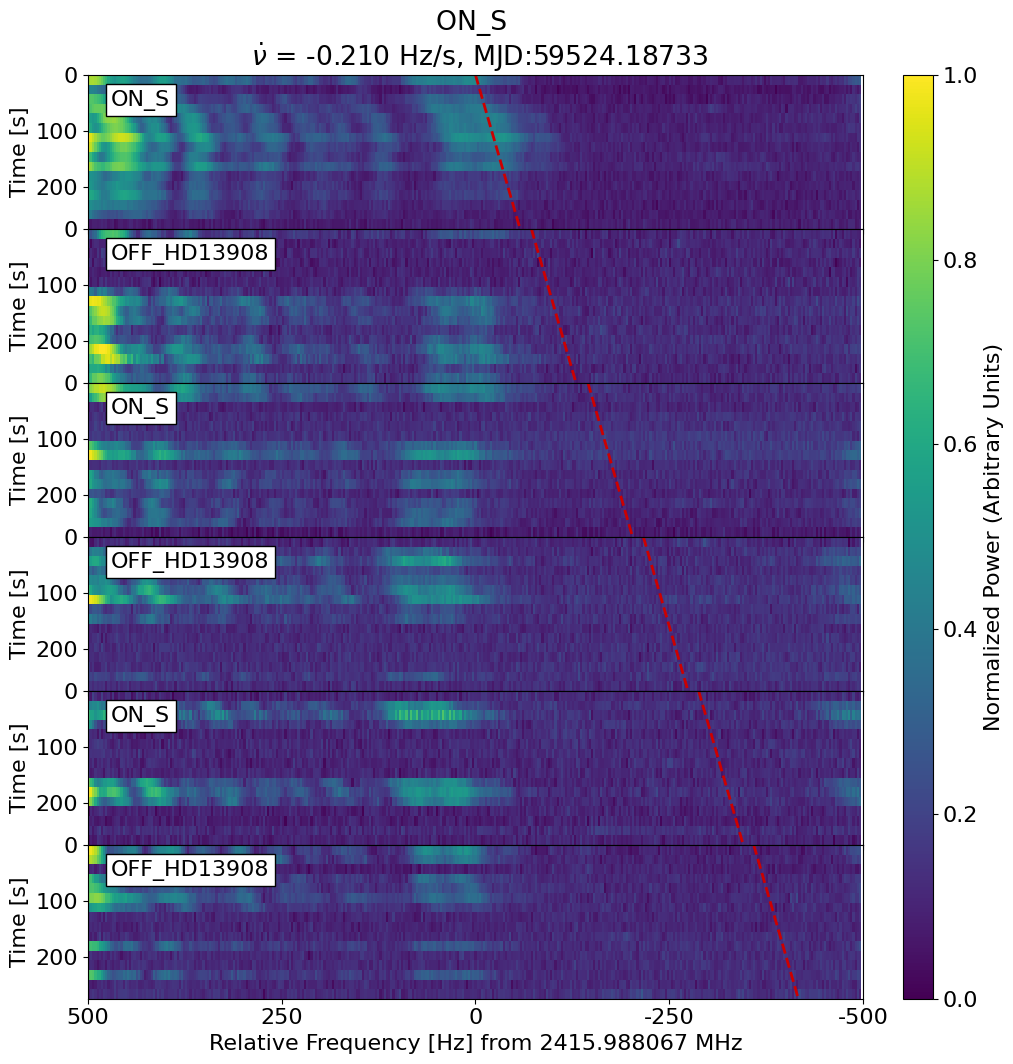 ON_S
ν̇ = -0.210 Hz/s, MJD:59524.18733
0
100
200
Time [s]
ON_S
0
100
200
Time [s]
OFF_HD13908
0
100
200
Time [s]
ON_S
0
100
200
Time [s]
OFF_HD13908
0
100
200
Time [s]
ON_S
0
100
200
Time [s]
OFF_HD13908
500
250
0
-250
-500
Relative Frequency [Hz] from 2415.988067 MHz
1.0
0.8
0.6
0.4
0.2
0.0
Normalized Power (Arbitrary Units)